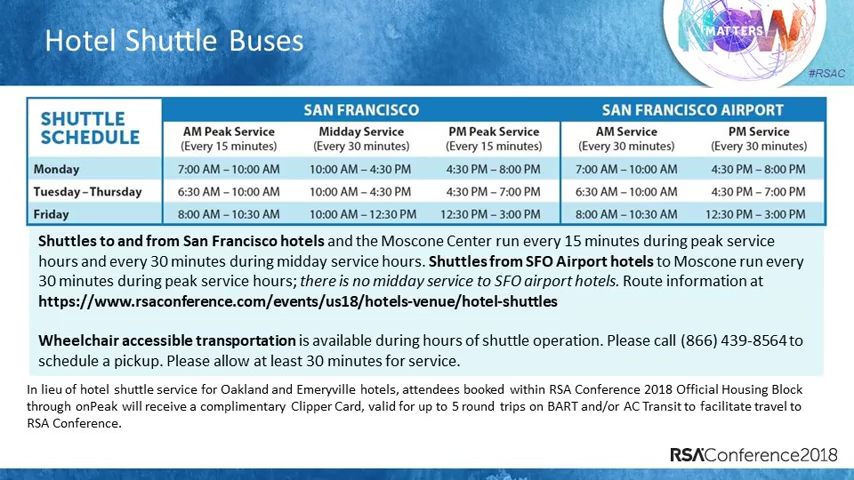 Hotel Shuttle Buses
NOW
MATTERS
#RSAC
SHUTTLE SCHEDULE
SAN FRANCISCO
SAN FRANCISCO AIRPORT
AM Peak Service (Every 15 minutes)
Midday Service (Every 30 minutes)
PM Peak Service (Every 15 minutes)
AM Service (Every 30 minutes)
PM Service (Every 30 minutes)
Monday 7:00 AM – 10:00 AM 10:00 AM – 4:30 PM 4:30 PM – 8:00 PM 7:00 AM – 10:00 AM 4:30 PM – 8:00 PM
Tuesday – Thursday 6:30 AM – 10:00 AM 10:00 AM – 4:30 PM 4:30 PM – 7:00 PM 6:30 AM – 10:00 AM 4:30 PM – 7:00 PM
Friday 8:00 AM – 10:30 AM 10:00 AM – 12:30 PM 12:30 PM – 3:00 PM 8:00 AM – 10:30 AM 12:30 PM – 3:00 PM
Shuttles to and from San Francisco hotels and the Moscone Center run every 15 minutes during peak service
hours and every 30 minutes during midday service hours. Shuttles from SFO Airport hotels to Moscone run every
30 minutes during peak service hours; there is no midday service to SFO airport hotels. Route information at
https://www.rsaconference.com/events/us18/hotels-venue/hotel-shuttles
Wheelchair accessible transportation is available during hours of shuttle operation. Please call (866) 439-8564 to
schedule a pickup. Please allow at least 30 minutes for service.
In lieu of hotel shuttle service for Oakland and Emeryville hotels, attendees booked within RSA Conference 2018 Official Housing Block
through onPeak will receive a complimentary Clipper Card, valid for up to 5 round trips on BART and/or AC Transit to facilitate travel to
RSA Conference.
RSAConference2018